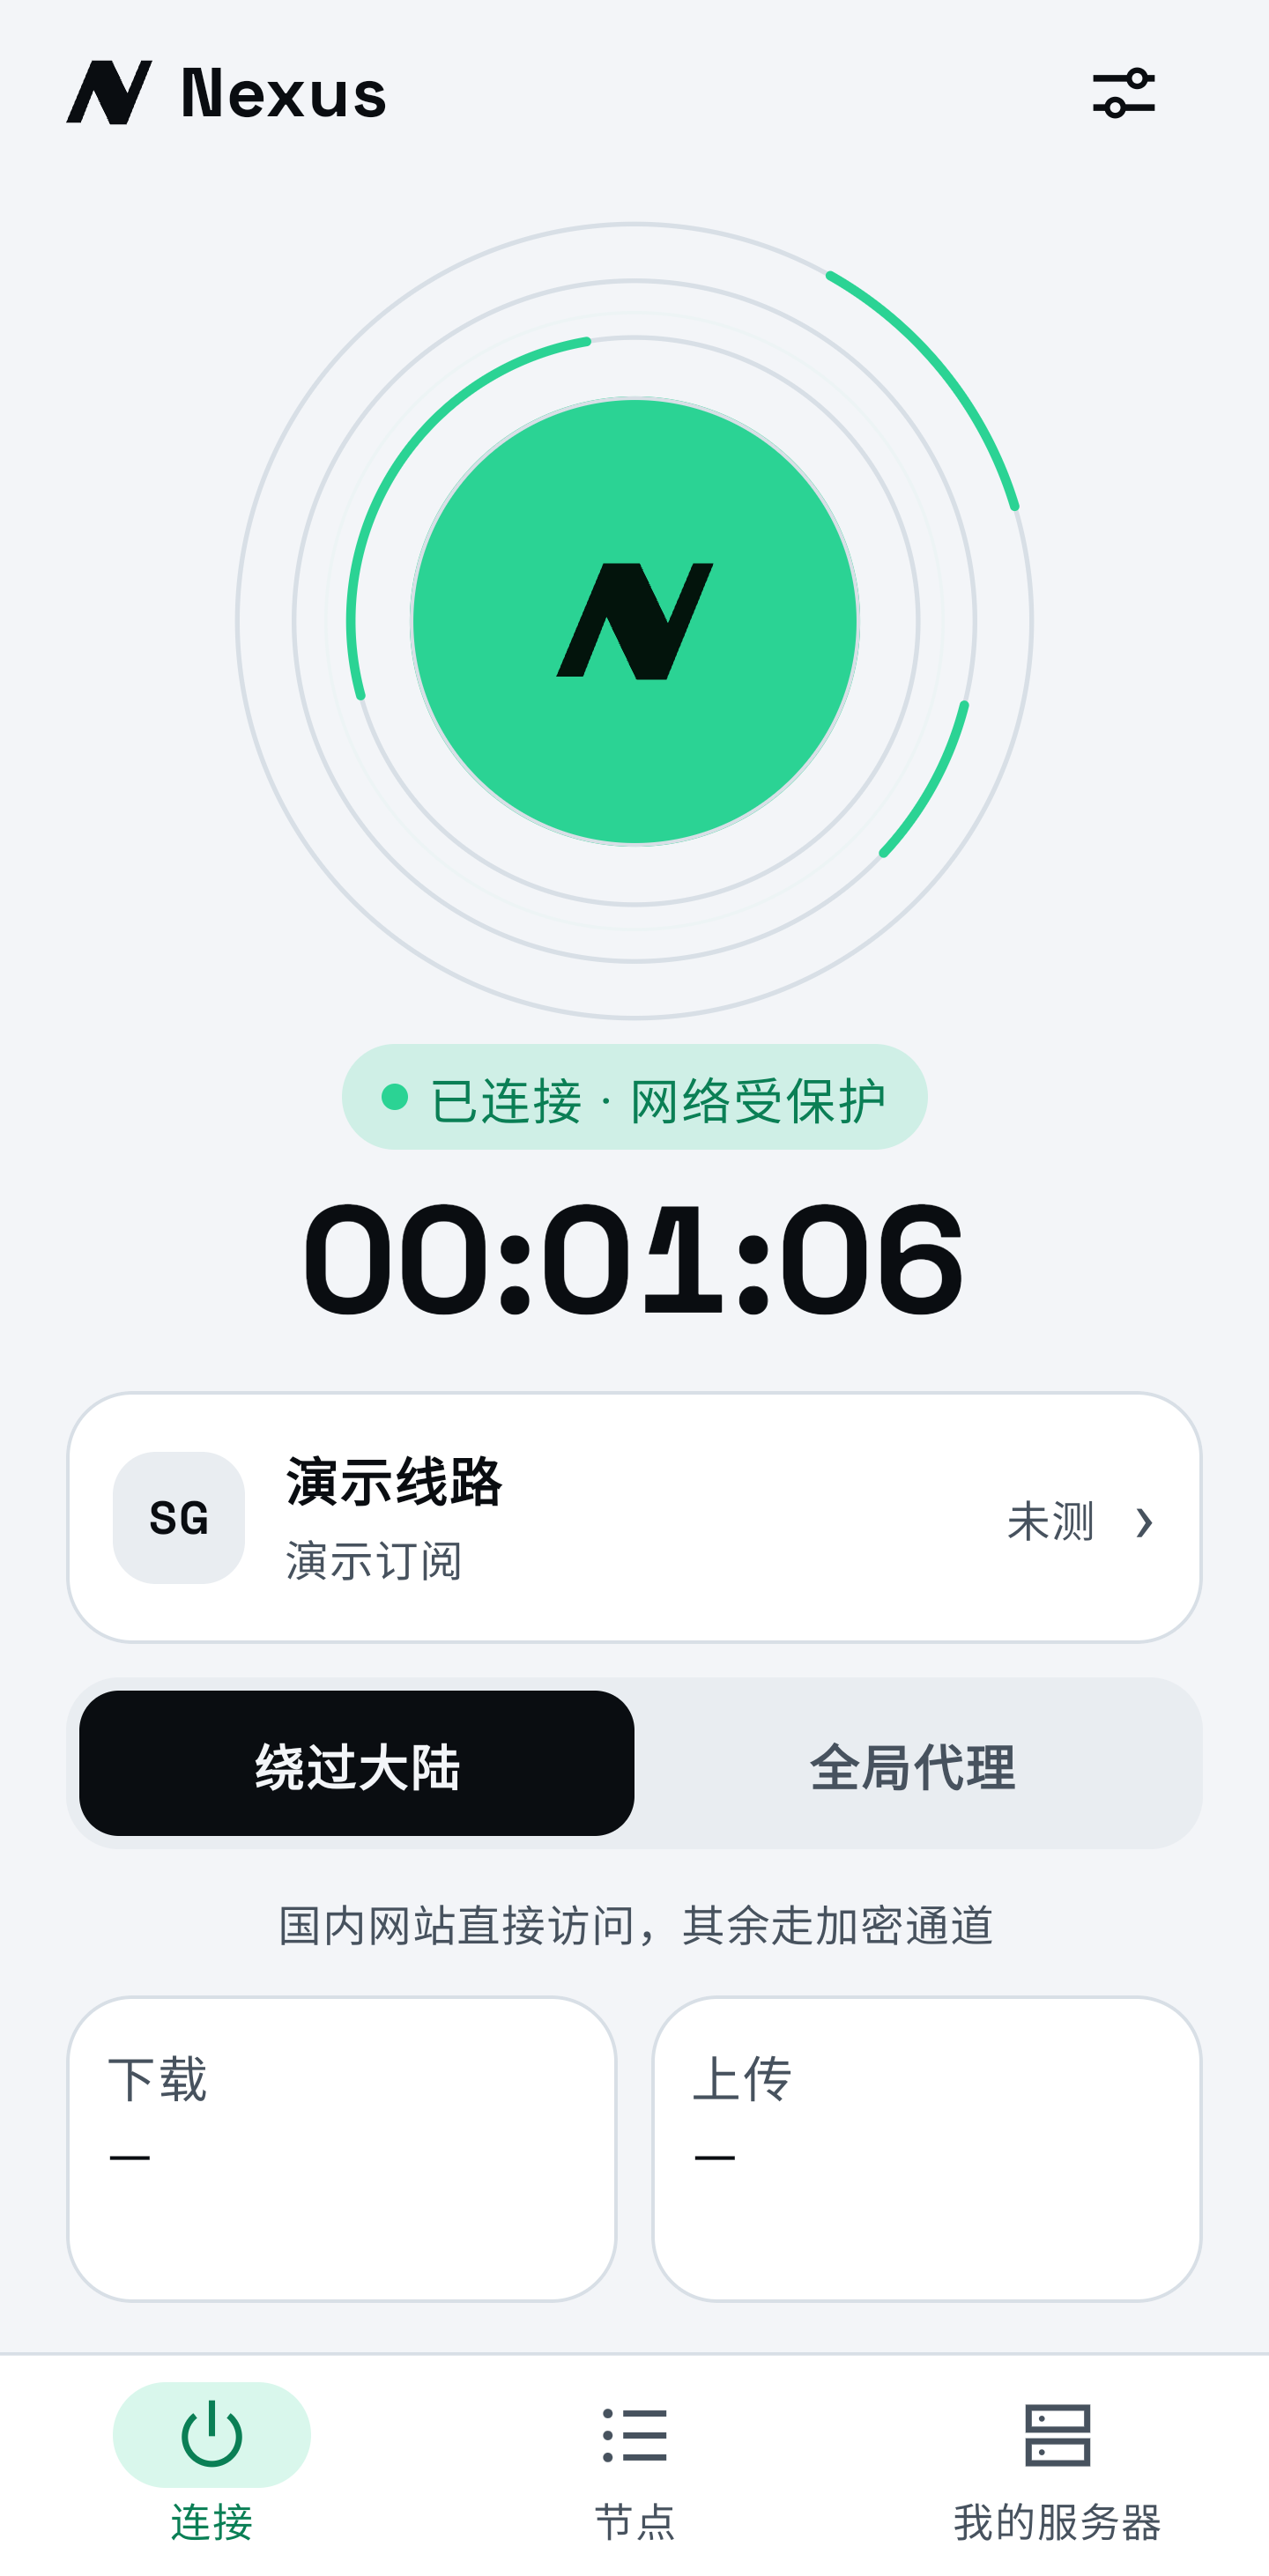 Nexus
已连接 · 网络受保护
00:01:06
SG
演示线路
演示订阅
未测 ›
绕过大陆
全局代理
国内网站直接访问，其余走加密通道
下载
—
上传
—
连接
节点
我的服务器